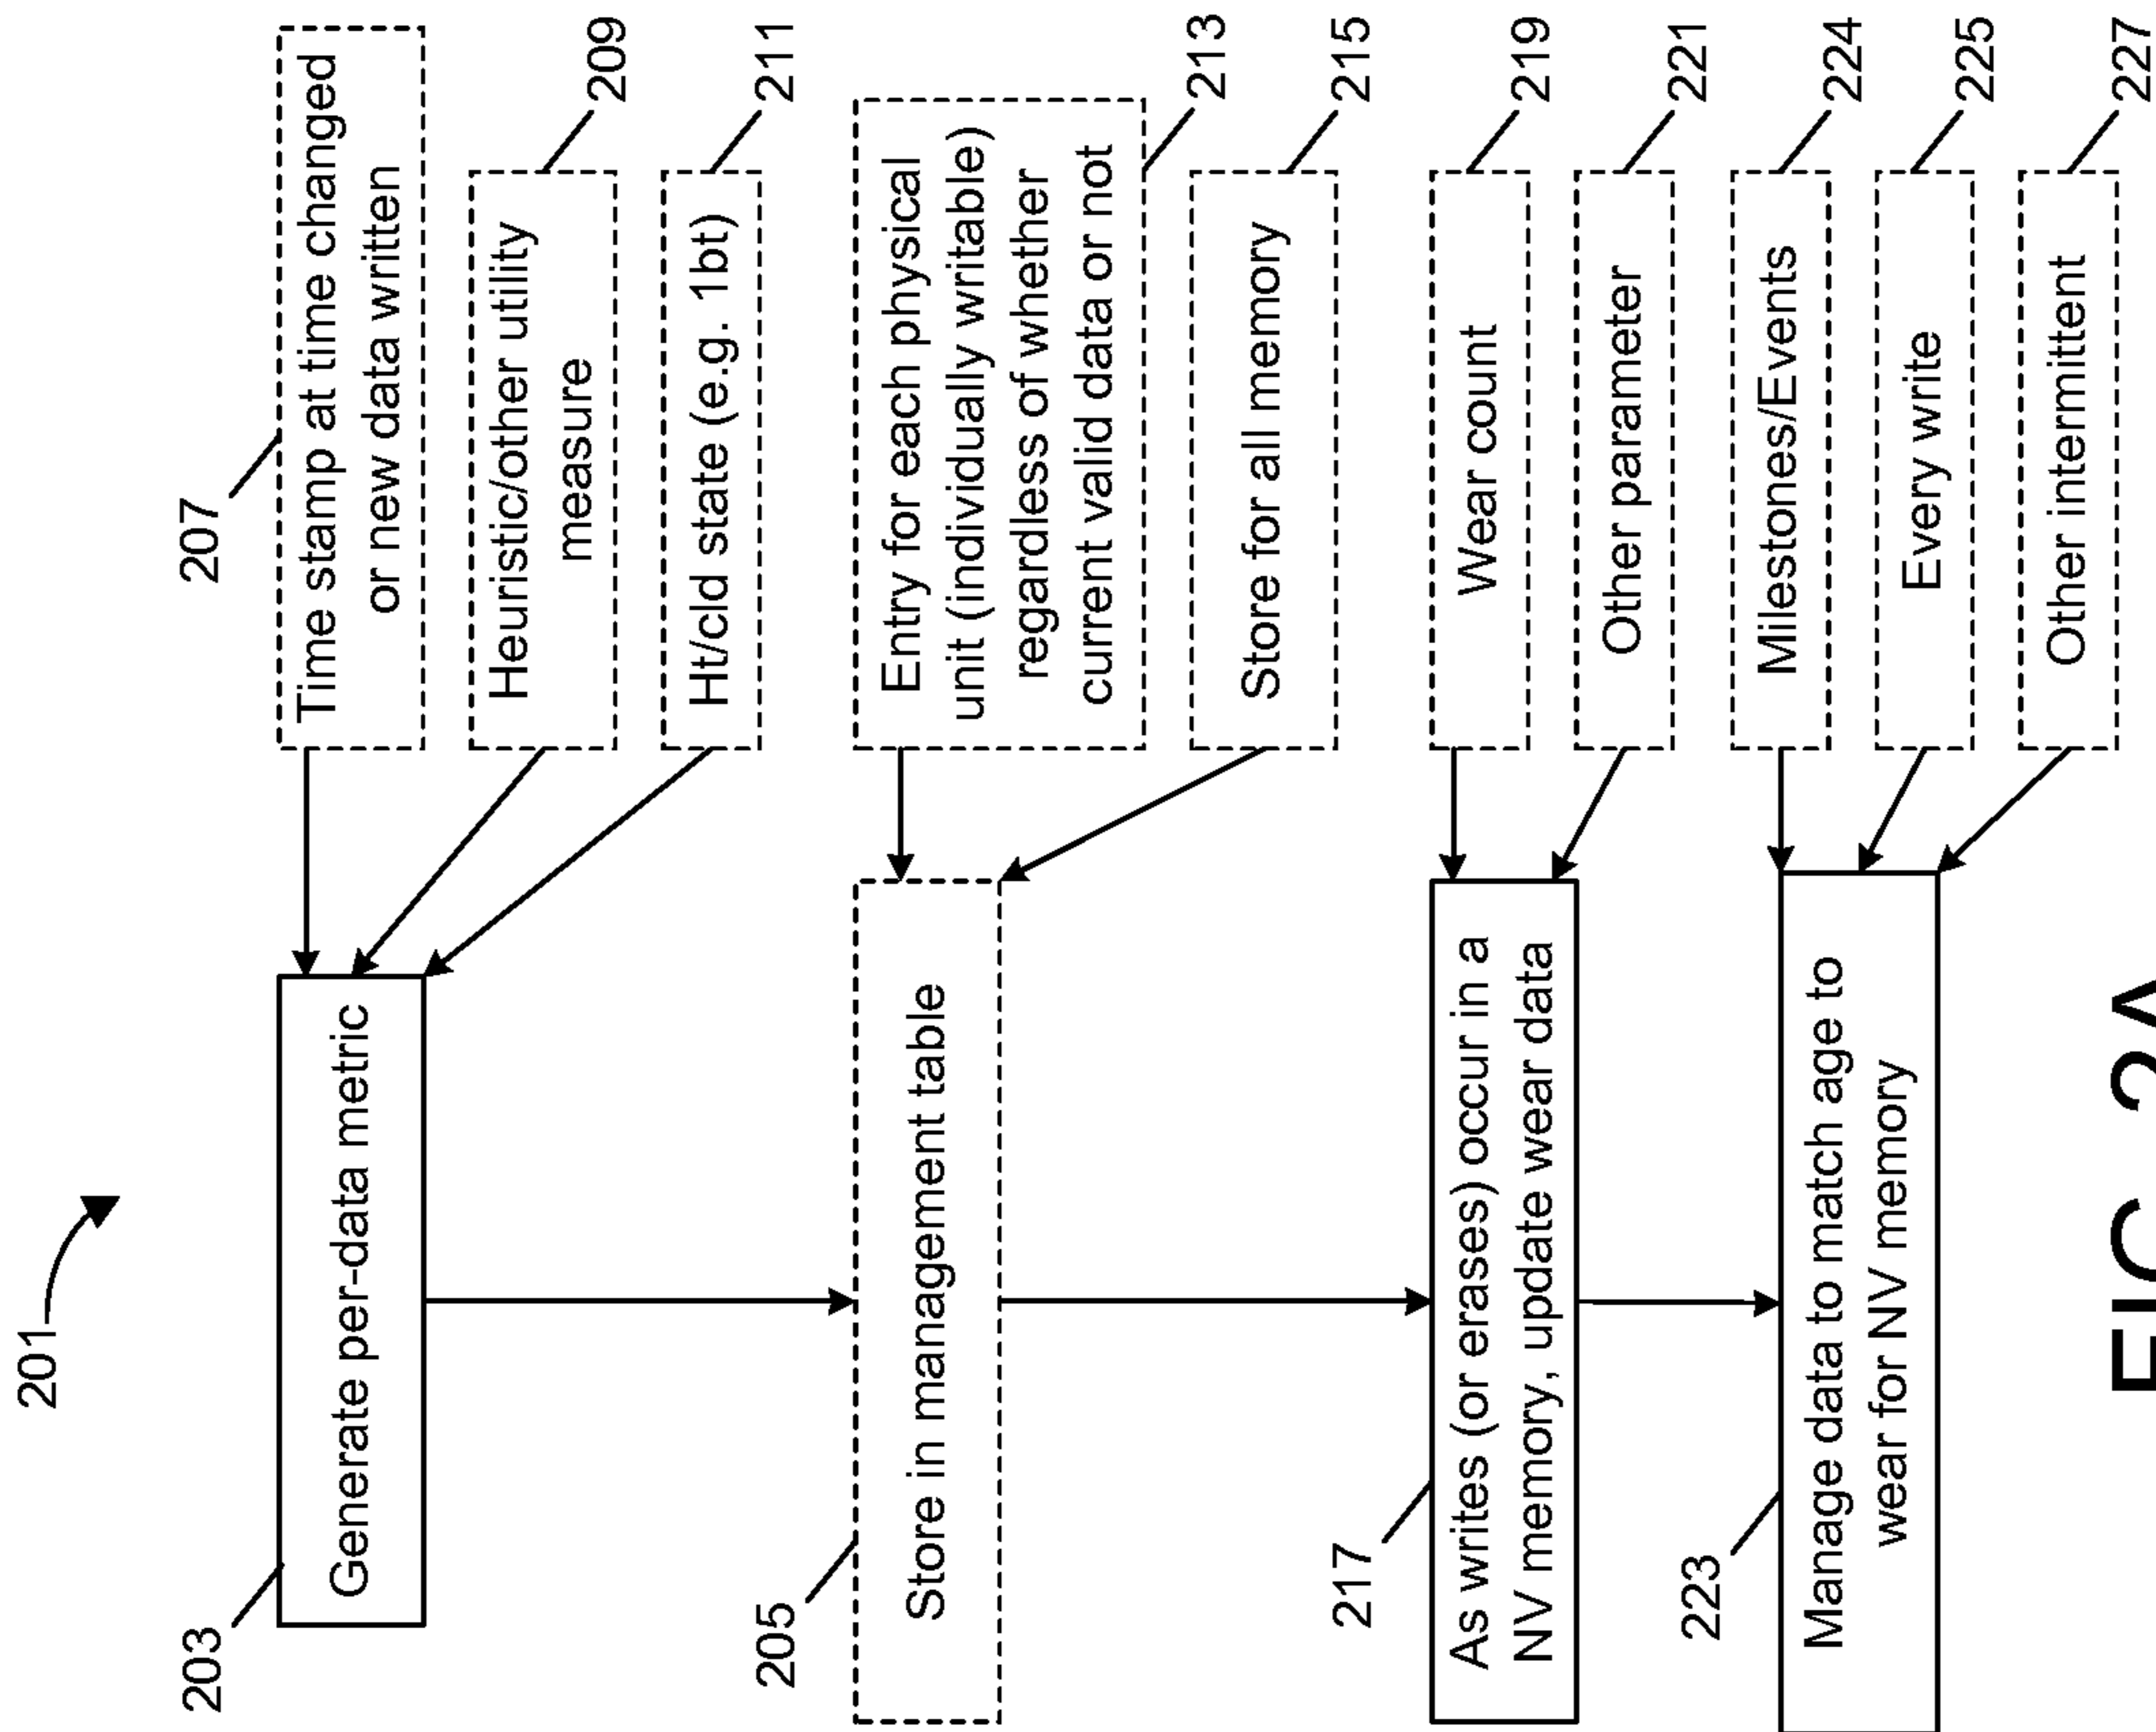 201
207
203
Generate per-data metric
Time stamp at time changed
or new data written
Heuristic/other utility
measure
209
Ht/cld state (e.g. 1bt)
211
205
Store in management table
Entry for each physical
unit (individually writable)
regardless of whether
current valid data or not
213
Store for all memory
215
217
As writes (or erases) occur in a
NV memory, update wear data
Wear count
219
Other parameter
221
223
Manage data to match age to
wear for NV memory
Milestones/Events
224
Every write
225
Other intermittent
227